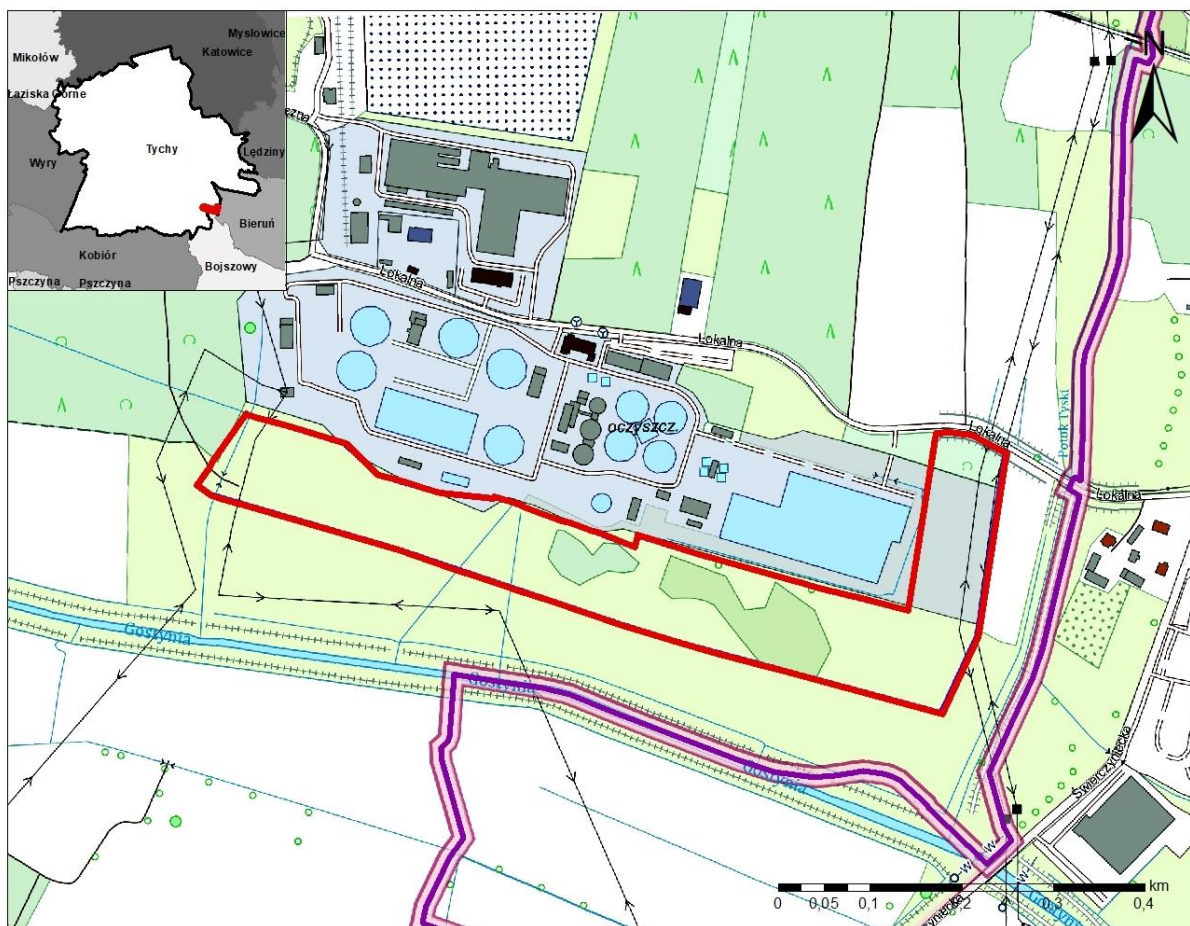 Mysłowice
Katowice
Mikołów
Łaziska Górne
Tychy
Lędziny
Wyry
Bieruń
Kobiór
Bojszowy
Pszczyna
Pszczyna
N
Lokalna
Lokalna
oczyszcz.
Lokalna
Lokalna
Potok Tyski
Gostynia
Gostynia
Gostynia
Świerczyniecka
W
W
W
km
0 0,05 0,1 0,2 0,3 0,4